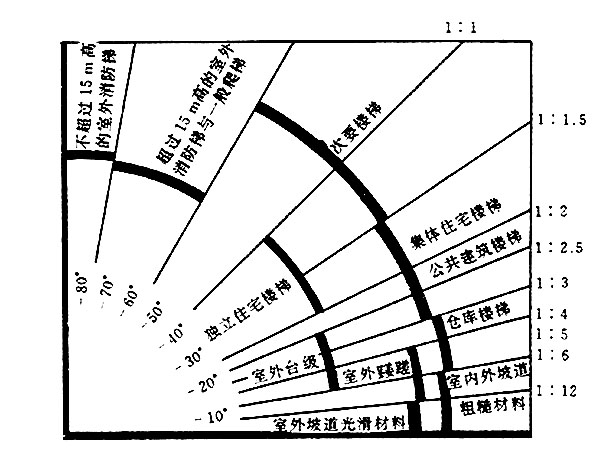 1:1
不超过15m高
的室外消防梯
超过15m高的室外
消防梯与一般爬梯
次要楼梯
1:1.5
集体住宅楼梯
1:2
公共建筑楼梯
1:2.5
独立住宅楼梯
1:3
仓库楼梯
1:4
1:5
室外台级
室外踛蹉
1:6
室内外坡道
1:12
粗糙材料
室外坡道光滑材料
-80°
-70°
-60°
-50°
-40°
-30°
-20°
-10°